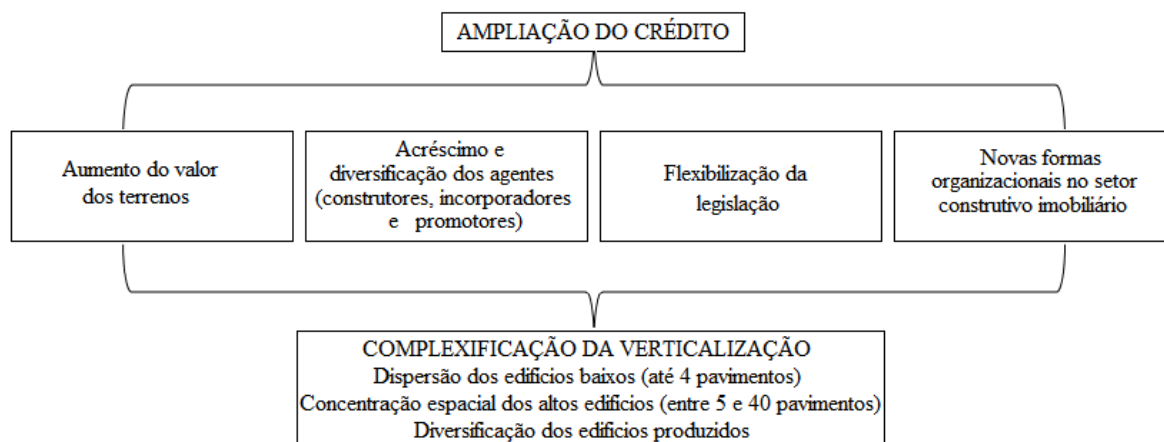 AMPLIAÇÃO DO CRÉDITO
Aumento do valor
dos terrenos
Acréscimo e
diversificação dos agentes
(construtores, incorporadores
e promotores)
Flexibilização da
legislação
Novas formas
organizacionais no setor
construtivo imobiliário
COMPLEXIFICAÇÃO DA VERTICALIZAÇÃO
Dispersão dos edifícios baixos (até 4 pavimentos)
Concentração espacial dos altos edifícios (entre 5 e 40 pavimentos)
Diversificação dos edifícios produzidos